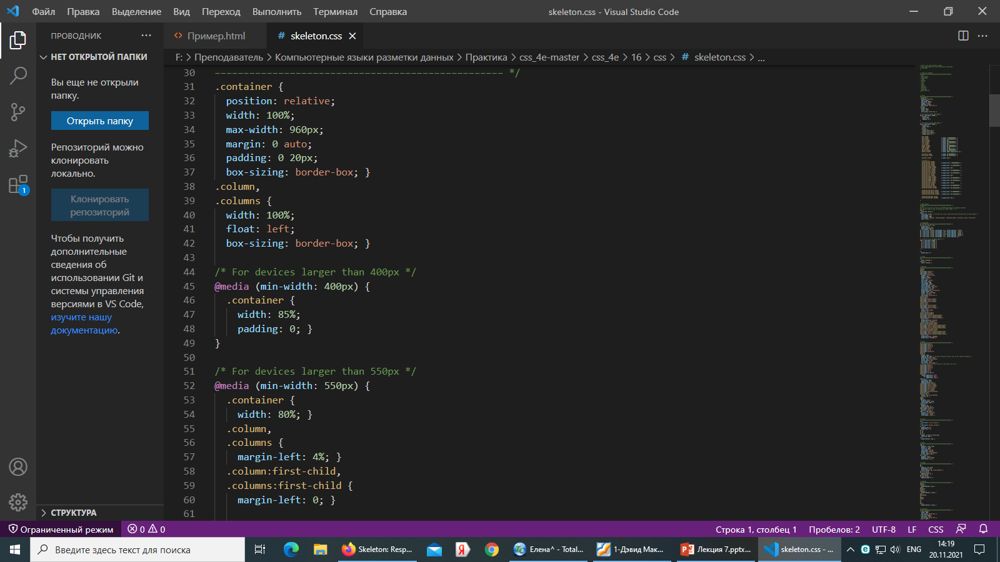 Файл Правка Выделение Вид Переход Выполнить Терминал Справка
skeleton.css - Visual Studio Code
ПРОВОДНИК
НЕТ ОТКРЫТОЙ ПАПКИ
Вы еще не открыли
папку.
Открыть папку
Репозиторий можно
клонировать
локально.
Клонировать
репозиторий
Чтобы получить
дополнительные
сведения об
использовании Git и
системы управления
версиями в VS Code,
изучите нашу
документацию.
СТРУКТУРА
1
Пример.html
# skeleton.css
F: > Преподаватель > Компьютерные языки разметки данных > Практика > css_4e-master > css_4e > 16 > css > # skeleton.css > ...
30 –––––––––––––––––––––––––––––––––––––––––––––––––– */
31 .container {
32 position: relative;
33 width: 100%;
34 max-width: 960px;
35 margin: 0 auto;
36 padding: 0 20px;
37 box-sizing: border-box; }
38 .column,
39 .columns {
40 width: 100%;
41 float: left;
42 box-sizing: border-box; }
43
44 /* For devices larger than 400px */
45 @media (min-width: 400px) {
46 .container {
47 width: 85%;
48 padding: 0; }
49 }
50
51 /* For devices larger than 550px */
52 @media (min-width: 550px) {
53 .container {
54 width: 80%; }
55 .column,
56 .columns {
57 margin-left: 4%; }
58 .column:first-child,
59 .columns:first-child {
60 margin-left: 0; }
61
Ограниченный режим 0 0
Строка 1, столбец 1 Пробелов: 2 UTF-8 LF CSS
Введите здесь текст для поиска
Skeleton: Resp...
Елена^ - Total...
1-Дэвид Мак...
Лекция 7.pptx...
skeleton.css - ...
ENG
14:19
20.11.2021